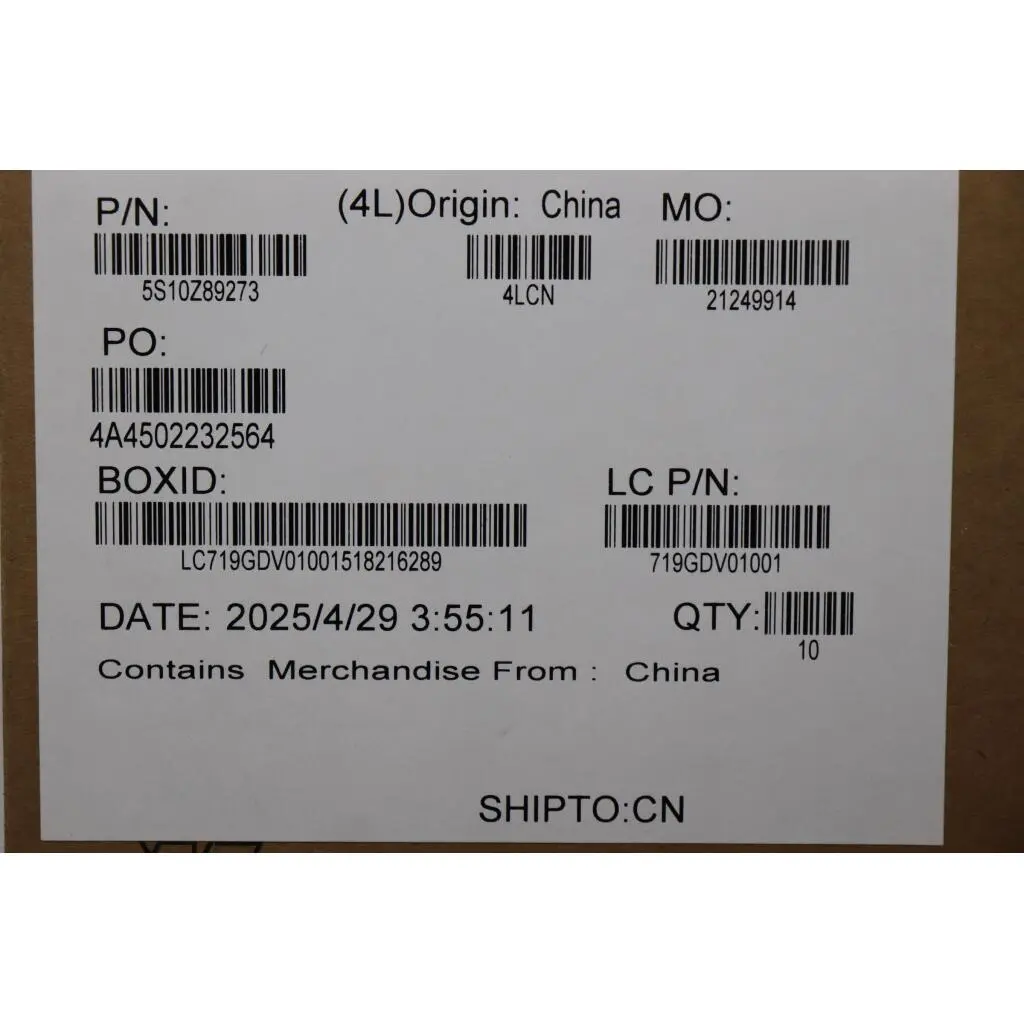 P/N: (4L)Origin: China MO:
5S10Z89273 4LCN 21249914
PO:
4A4502232564
BOXID: LC P/N:
LC719GDV01001518216289 719GDV01001
DATE: 2025/4/29 3:55:11 QTY:
10
Contains Merchandise From : China
SHIPTO:CN